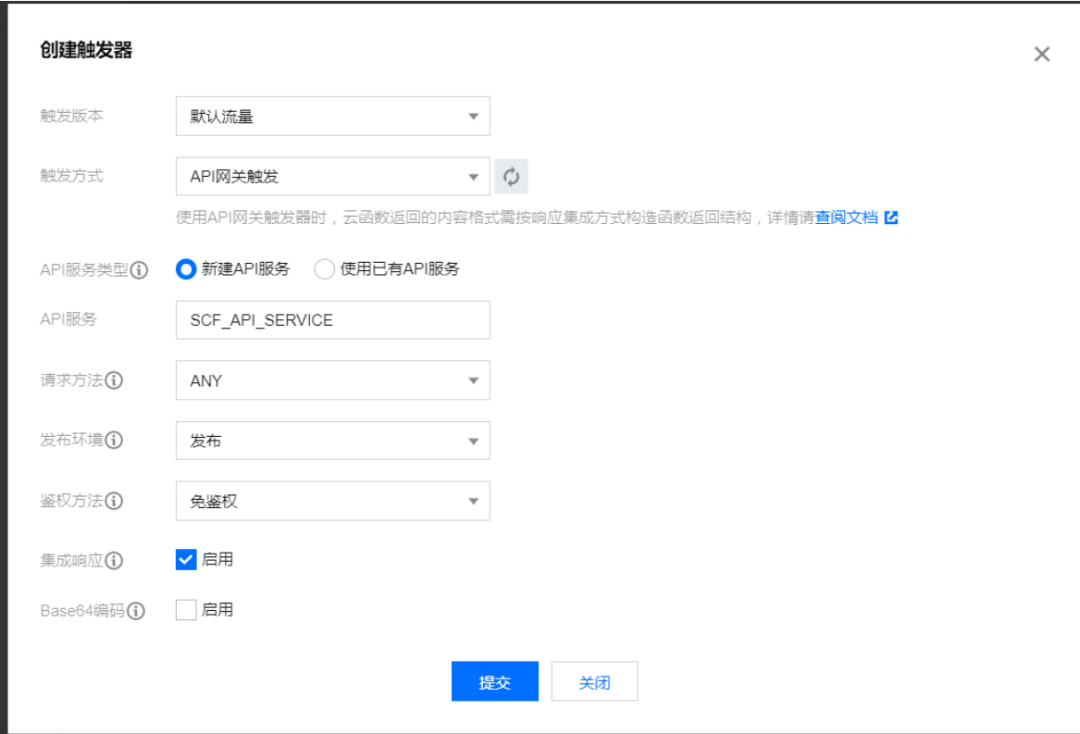 创建触发器
触发版本 默认流量
触发方式 API网关触发
使用API网关触发器时，云函数返回的内容格式需按响应集成方式构造函数返回结构，详情请查阅文档
API服务类型 新建API服务 使用已有API服务
API服务 SCF_API_SERVICE
请求方法 ANY
发布环境 发布
鉴权方法 免鉴权
集成响应 启用
Base64编码 启用
提交 关闭